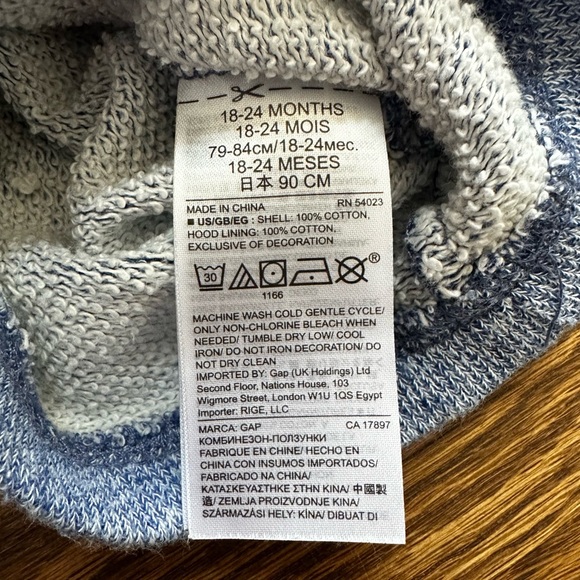 18-24 MONTHS
18-24 MOIS
79-84см/18-24мес.
18-24 MESES
日本 90 CM
MADE IN CHINA RN 54023
■ US/GB/EG : SHELL: 100% COTTON,
HOOD LINING: 100% COTTON,
EXCLUSIVE OF DECORATION
30 ®
1166
MACHINE WASH COLD GENTLE CYCLE/
ONLY NON-CHLORINE BLEACH WHEN
NEEDED/ TUMBLE DRY LOW/ COOL
IRON/ DO NOT IRON DECORATION/ DO
NOT DRY CLEAN
IMPORTED BY: Gap (UK Holdings) Ltd
Second Floor, Nations House, 103
Wigmore Street, London W1U 1QS Egypt
Importer: RIGE, LLC
MARCA: GAP CA 17897
КОМБИНЕЗОН-ПОЛЗУНКИ
FABRIQUE EN CHINE/ HECHO EN
CHINA CON INSUMOS IMPORTADOS/
FABRICADO NA CHINA/
ΚΑΤΑΣΚΕΥΑΣΤΗΚΕ ΣΤΗΝ ΚΙΝΑ/ 中國製
造/ ZEMLJA PROIZVODNJE KINA/
SZÁRMAZÁSI HELY: KÍNA/ DIBUAT DI